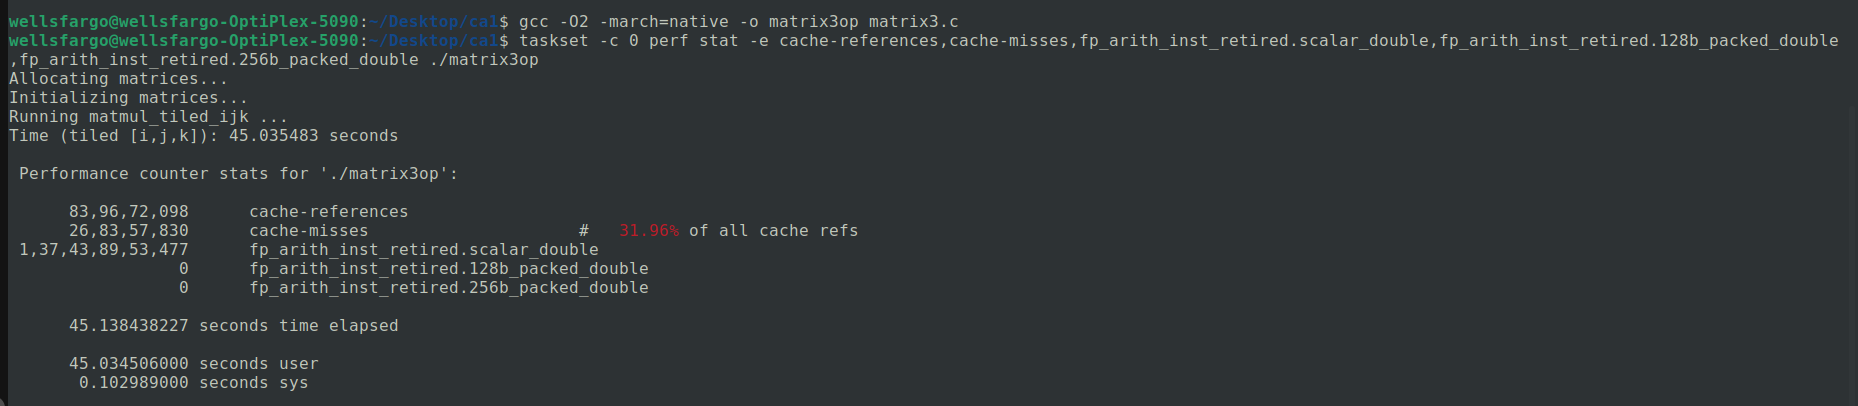 wellsfargo@wellsfargo-OptiPlex-5090:~/Desktop/ca1$ gcc -O2 -march=native -o matrix3op matrix3.c
wellsfargo@wellsfargo-OptiPlex-5090:~/Desktop/ca1$ taskset -c 0 perf stat -e cache-references,cache-misses,fp_arith_inst_retired.scalar_double,fp_arith_inst_retired.128b_packed_double
,fp_arith_inst_retired.256b_packed_double ./matrix3op
Allocating matrices...
Initializing matrices...
Running matmul_tiled_ijk ...
Time (tiled [i,j,k]): 45.035483 seconds
Performance counter stats for './matrix3op':
83,96,72,098 cache-references
26,83,57,830 cache-misses # 31.96% of all cache refs
1,37,43,89,53,477 fp_arith_inst_retired.scalar_double
0 fp_arith_inst_retired.128b_packed_double
0 fp_arith_inst_retired.256b_packed_double
45.138438227 seconds time elapsed
45.034506000 seconds user
0.102989000 seconds sys